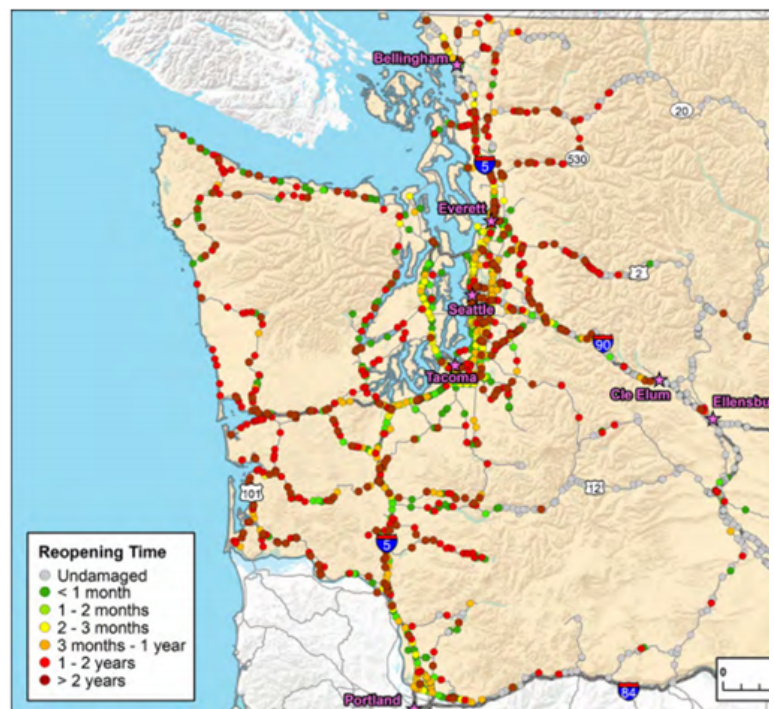 Bellingham
20
530
5
Everett
2
Seattle
90
Tacoma
Cle Elum
Ellensbu
12
101
5
Reopening Time
Undamaged
< 1 month
1 - 2 months
2 - 3 months
3 months - 1 year
1 - 2 years
> 2 years
0
84
Portland